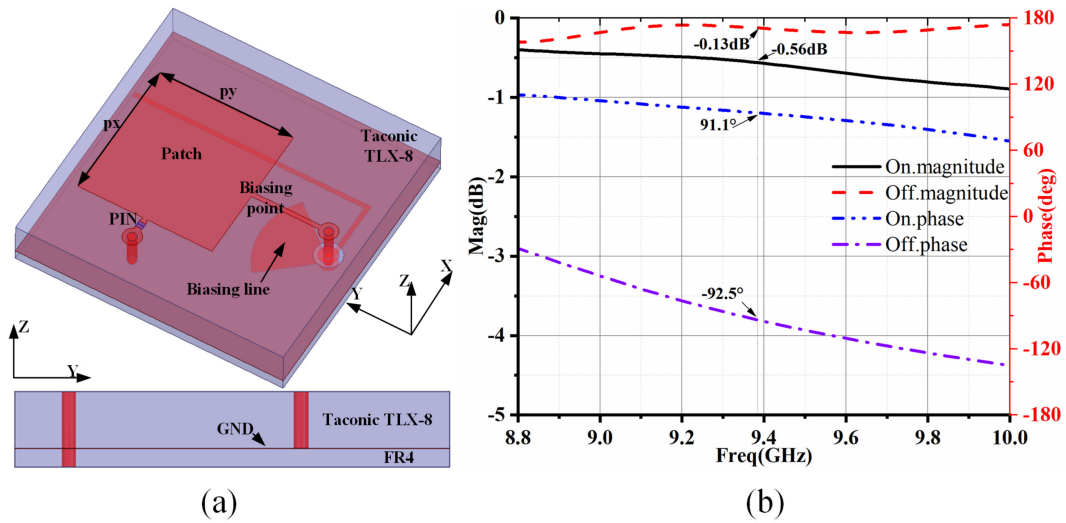 py
px
Taconic
TLX-8
Patch
Biasing
point
PIN
Biasing line
Z
X
Y
Z
Y
Taconic TLX-8
GND
FR4
(a)
0
-1
-2
-3
-4
-5
Mag(dB)
180
120
60
0
-60
-120
-180
Phase(deg)
-0.13dB
-0.56dB
91.1°
-92.5°
On.magnitude
Off.magnitude
On.phase
Off.phase
8.8 9.0 9.2 9.4 9.6 9.8 10.0
Freq(GHz)
(b)